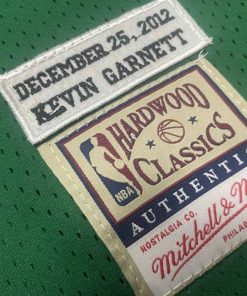 DECEMBER 25, 2012
KEVIN GARNETT
HARDWOOD
CLASSICS
NBA
AUTHENTIC
NOSTALGIA CO.
Mitchell &
PHILA